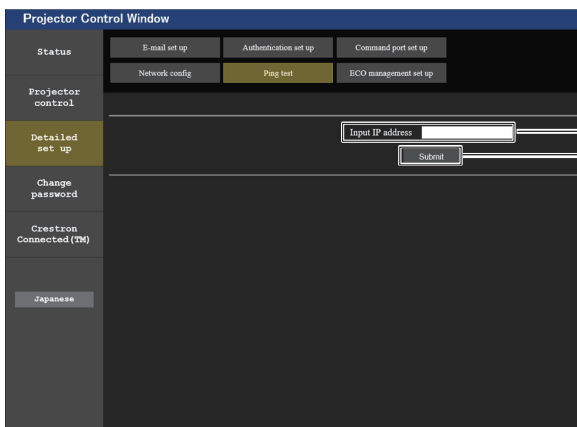 Projector Control Window
Status
E-mail set up
Authentication set up
Command port set up
Network config
Ping test
ECO management set up
Projector
control
Detailed
set up
Input IP address
Submit
Change
password
Crestron
Connected(TM)
Japanese